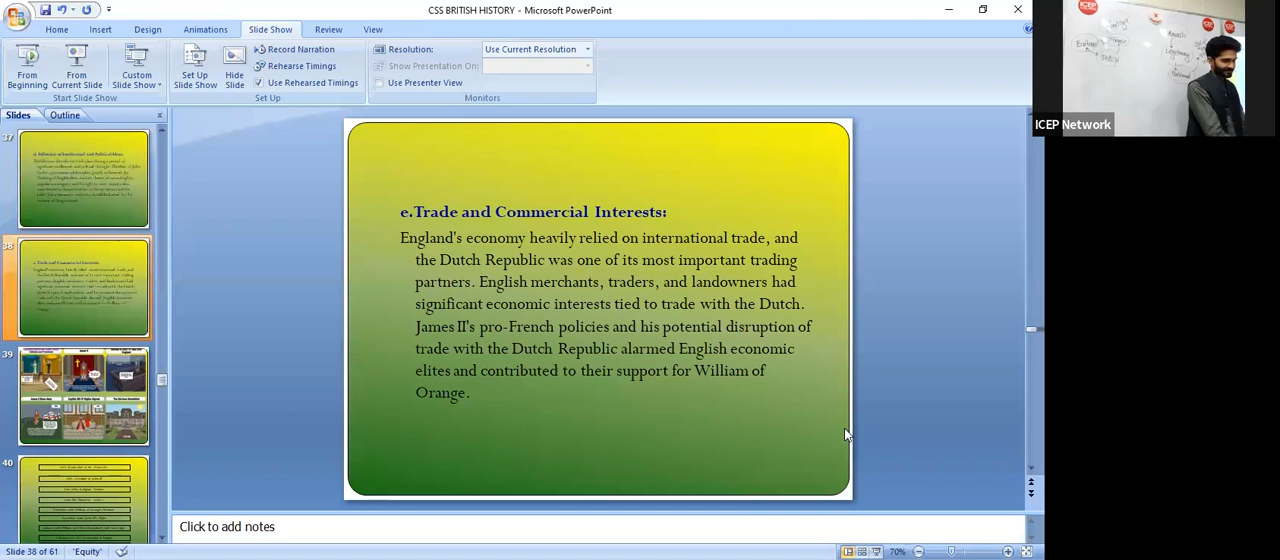 CSS BRITISH HISTORY - Microsoft PowerPoint
Home Insert Design Animations Slide Show Review View
From Beginning
From Current Slide
Custom Slide Show
Start Slide Show
Set Up Slide Show
Hide Slide
Record Narration
Rehearse Timings
Use Rehearsed Timings
Set Up
Resolution: Use Current Resolution
Show Presentation On:
Use Presenter View
Monitors
ICEP Network
Slides Outline
37
38
39
40
e.Trade and Commercial Interests:
England's economy heavily relied on international trade, and
the Dutch Republic was one of its most important trading
partners. English merchants, traders, and landowners had
significant economic interests tied to trade with the Dutch.
James II's pro-French policies and his potential disruption of
trade with the Dutch Republic alarmed English economic
elites and contributed to their support for William of
Orange.
Click to add notes
Slide 38 of 61 "Equity" 70%